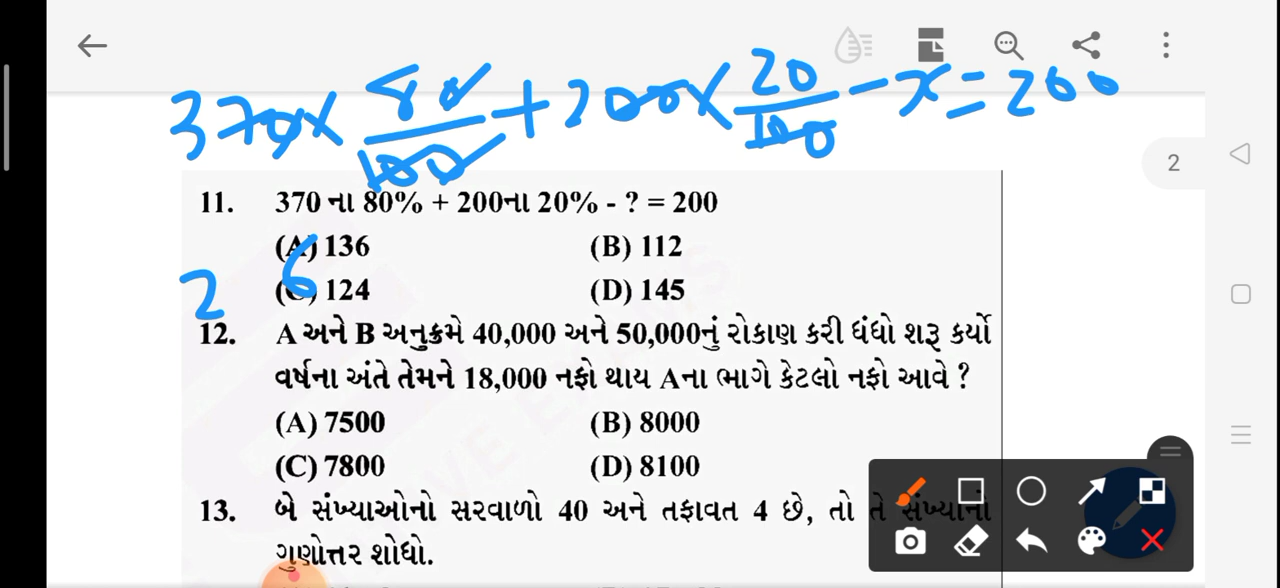 370 x 80/100 + 200 x 20/100 - x = 200
2
11. 370 ના 80% + 200ના 20% - ? = 200
(A) 136 (B) 112
2 6
(C) 124 (D) 145
12. A અને B અનુક્રમે 40,000 અને 50,000નું રોકાણ કરી ધંધો શરૂ કર્યો
વર્ષના અંતે તેમને 18,000 નફો થાય Aના ભાગે કેટલો નફો આવે ?
(A) 7500 (B) 8000
(C) 7800 (D) 8100
13. બે સંખ્યાઓનો સરવાળો 40 અને તફાવત 4 છે, તો તે સંખ્યાનો
ગુણોત્તર શોધો.